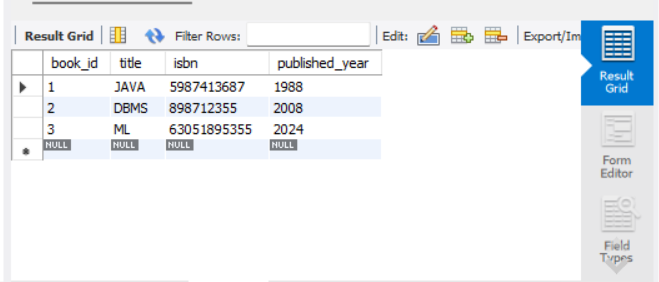 Result Grid Filter Rows: Edit: Export/Im
book_id title isbn published_year
1 JAVA 5987413687 1988
2 DBMS 898712355 2008
3 ML 63051895355 2024
NULL NULL NULL NULL
Result
Grid
Form
Editor
Field
Types